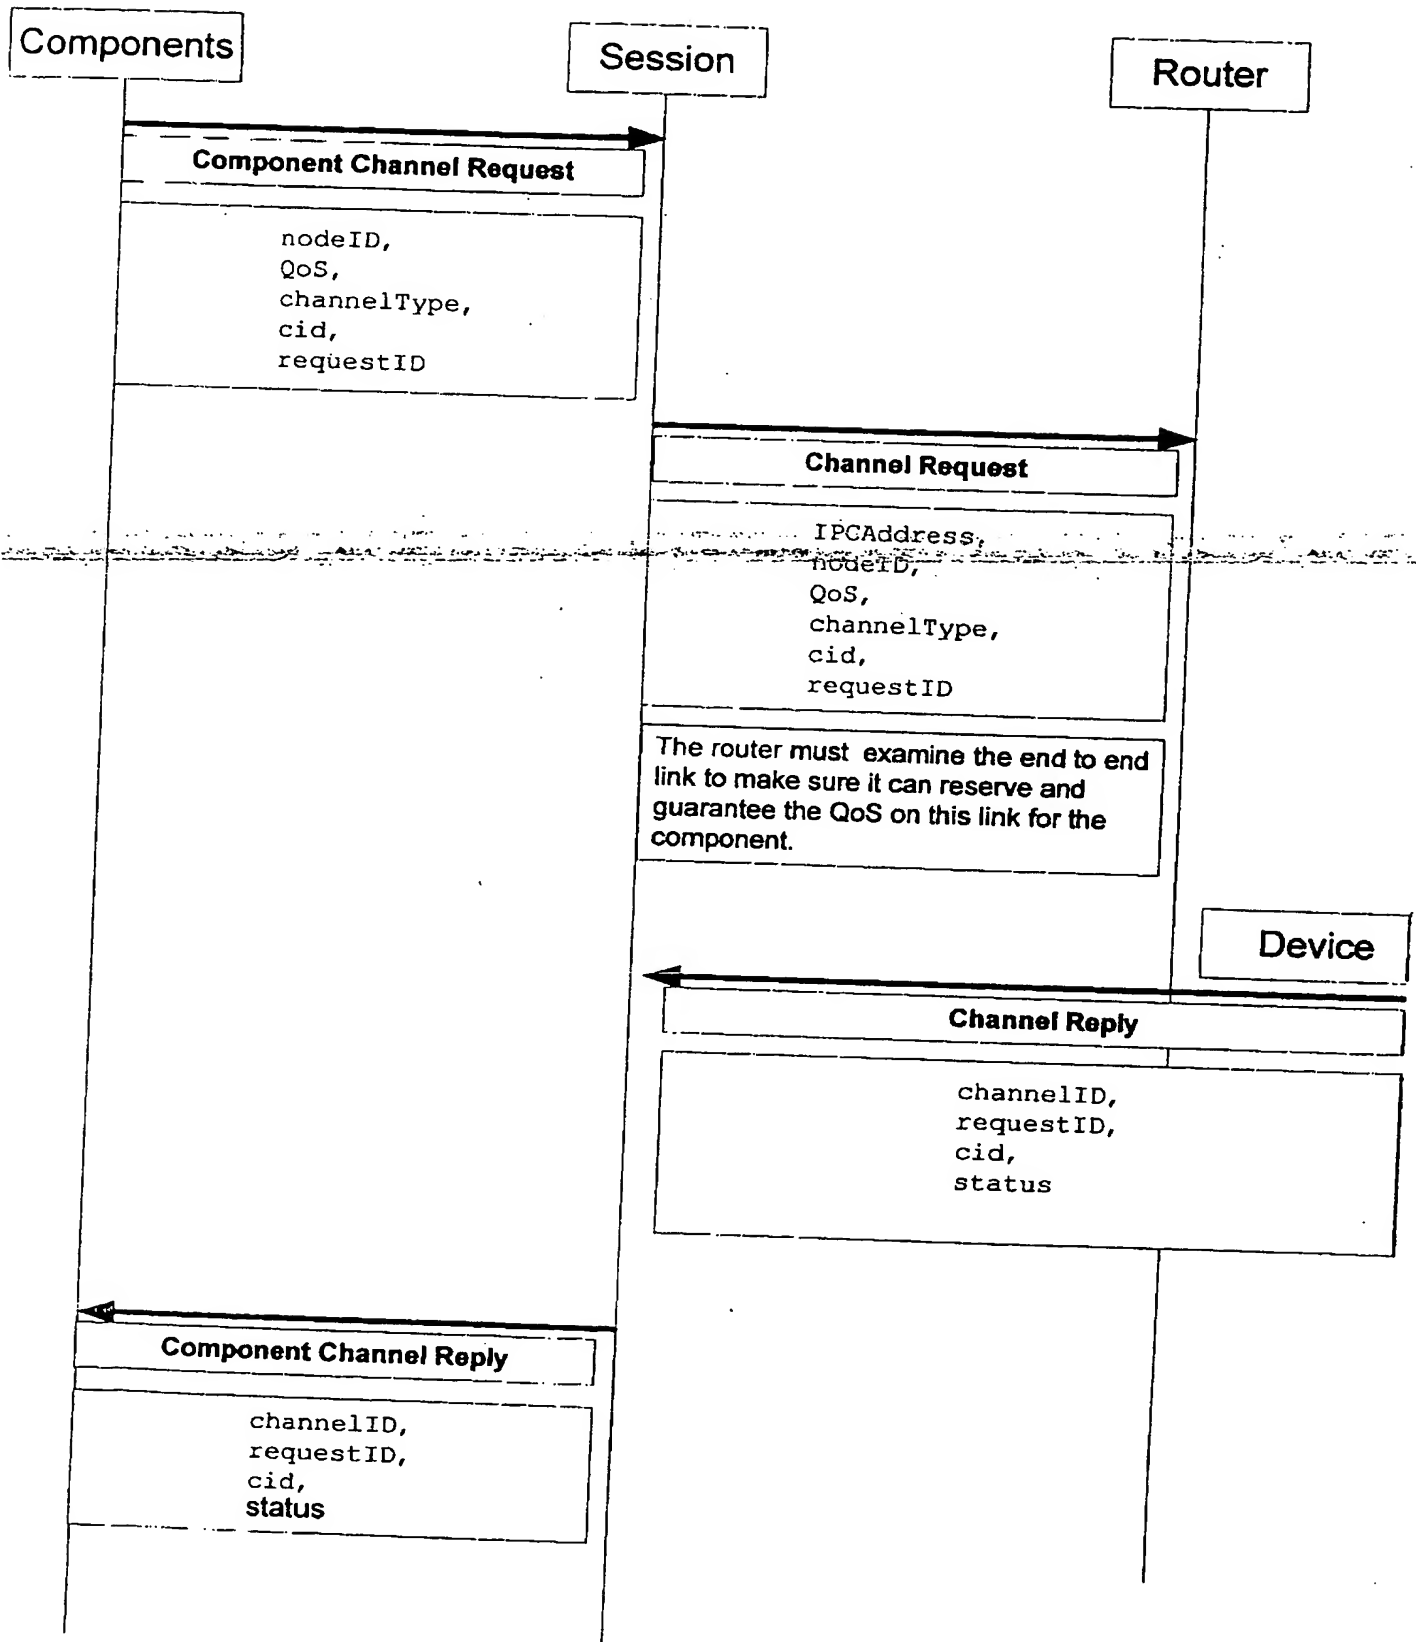 Components
Session
Router
Component Channel Request
nodeID,
QoS,
channelType,
cid,
requestID
Channel Request
IPCAddress,
nodeID,
QoS,
channelType,
cid,
requestID
The router must examine the end to end
link to make sure it can reserve and
guarantee the QoS on this link for the
component.
Device
Channel Reply
channelID,
requestID,
cid,
status
Component Channel Reply
channelID,
requestID,
cid,
status